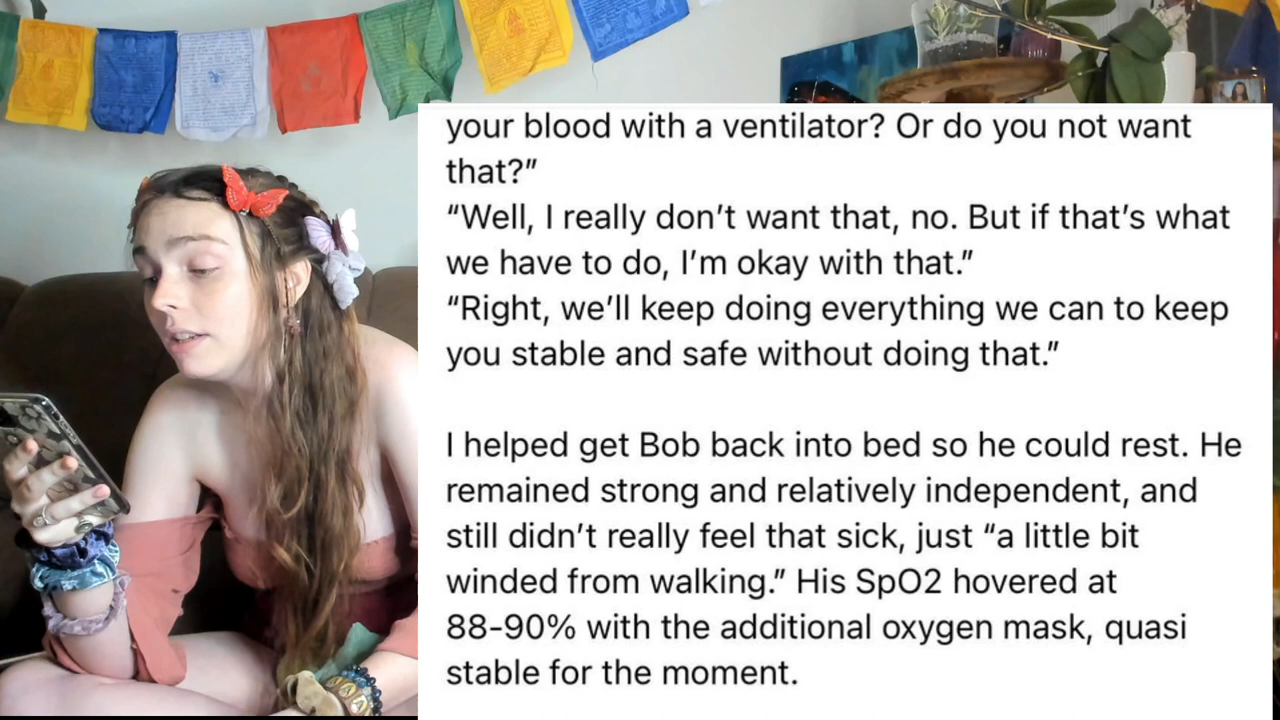 your blood with a ventilator? Or do you not want
that?”
“Well, I really don’t want that, no. But if that’s what
we have to do, I’m okay with that.”
“Right, we’ll keep doing everything we can to keep
you stable and safe without doing that.”
I helped get Bob back into bed so he could rest. He
remained strong and relatively independent, and
still didn’t really feel that sick, just “a little bit
winded from walking.” His SpO2 hovered at
88-90% with the additional oxygen mask, quasi
stable for the moment.